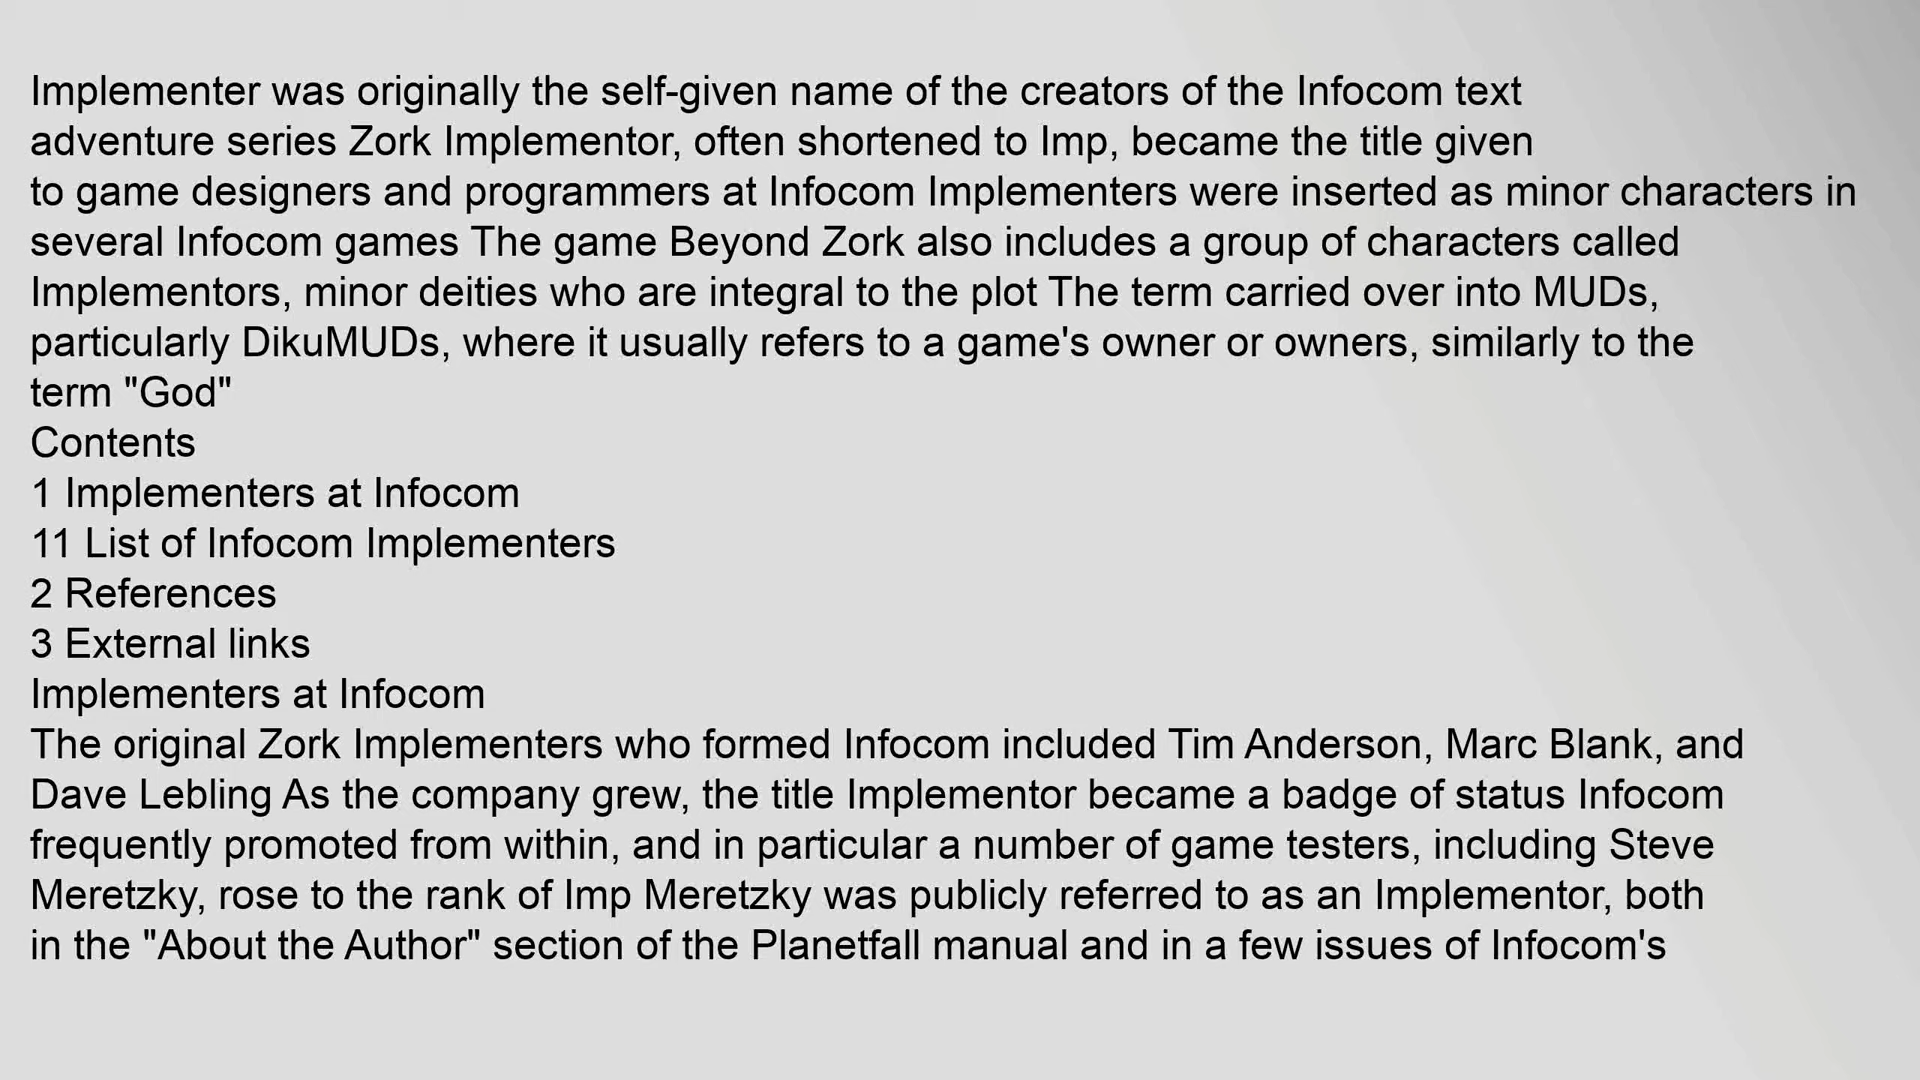 Implementer was originally the self-given name of the creators of the Infocom text
adventure series Zork Implementor, often shortened to Imp, became the title given
to game designers and programmers at Infocom Implementers were inserted as minor characters in
several Infocom games The game Beyond Zork also includes a group of characters called
Implementors, minor deities who are integral to the plot The term carried over into MUDs,
particularly DikuMUDs, where it usually refers to a game's owner or owners, similarly to the
term "God"
Contents
1 Implementers at Infocom
11 List of Infocom Implementers
2 References
3 External links
Implementers at Infocom
The original Zork Implementers who formed Infocom included Tim Anderson, Marc Blank, and
Dave Lebling As the company grew, the title Implementor became a badge of status Infocom
frequently promoted from within, and in particular a number of game testers, including Steve
Meretzky, rose to the rank of Imp Meretzky was publicly referred to as an Implementor, both
in the "About the Author" section of the Planetfall manual and in a few issues of Infocom's